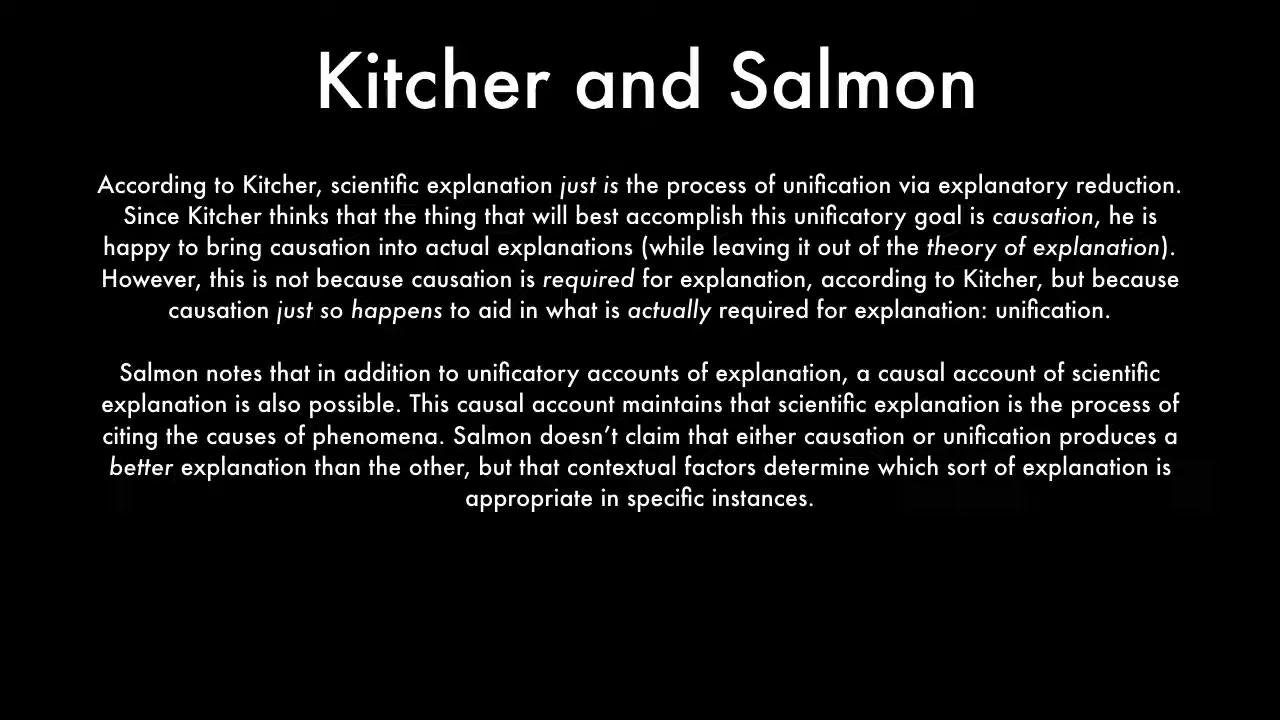 Kitcher and Salmon
According to Kitcher, scientific explanation just is the process of unification via explanatory reduction.
Since Kitcher thinks that the thing that will best accomplish this unificatory goal is causation, he is
happy to bring causation into actual explanations (while leaving it out of the theory of explanation).
However, this is not because causation is required for explanation, according to Kitcher, but because
causation just so happens to aid in what is actually required for explanation: unification.
Salmon notes that in addition to unificatory accounts of explanation, a causal account of scientific
explanation is also possible. This causal account maintains that scientific explanation is the process of
citing the causes of phenomena. Salmon doesn't claim that either causation or unification produces a
better explanation than the other, but that contextual factors determine which sort of explanation is
appropriate in specific instances.